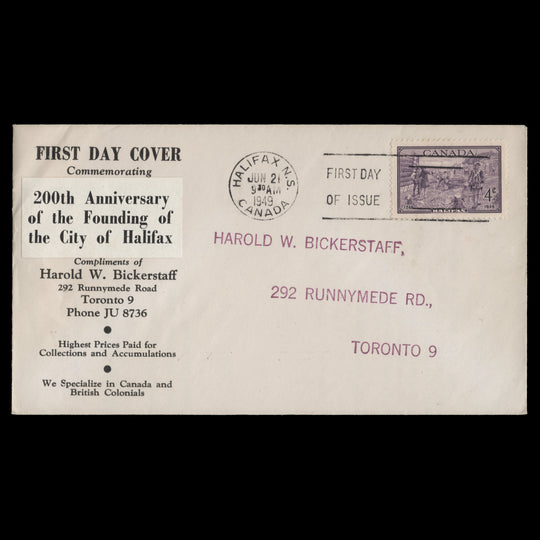 FIRST DAY COVER
Commemorating
200th Anniversary
of the Founding of
the City of Halifax
Compliments of
Harold W. Bickerstaff
292 Runnymede Road
Toronto 9
Phone JU 8736
Highest Prices Paid for
Collections and Accumulations
We Specialize in Canada and
British Colonials
HALIFAX N.S.
JUN 21
9 30 AM
1949
CANADA
FIRST DAY
OF ISSUE
CANADA
4¢
HALIFAX
HAROLD W. BICKERSTAFF,
292 RUNNYMEDE RD.,
TORONTO 9